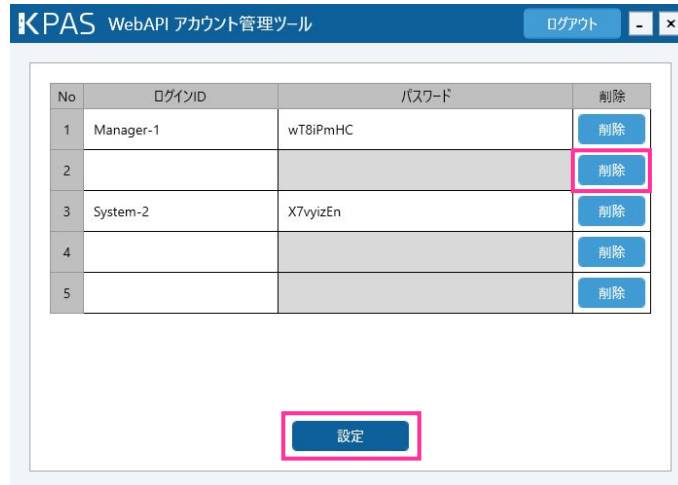 KPAS WebAPI アカウント管理ツール ログアウト - ×
No ログインID パスワード 削除
1 Manager-1 wT8iPmHC 削除
2 削除
3 System-2 X7vyizEn 削除
4 削除
5 削除
設定